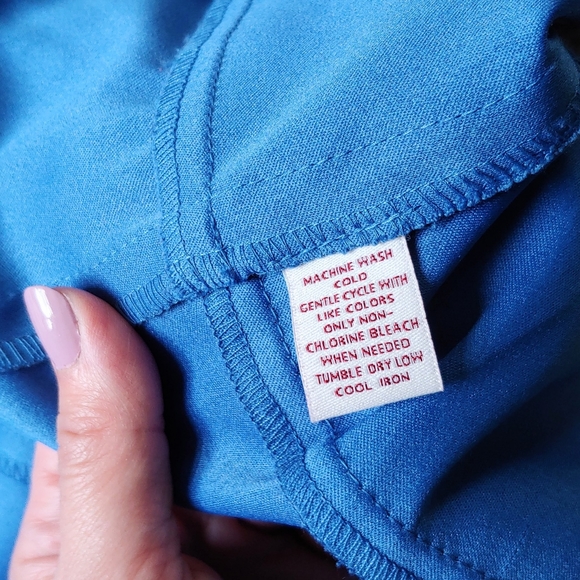 MACHINE WASH
COLD
GENTLE CYCLE WITH
LIKE COLORS
ONLY NON-
CHLORINE BLEACH
WHEN NEEDED
TUMBLE DRY LOW
COOL IRON